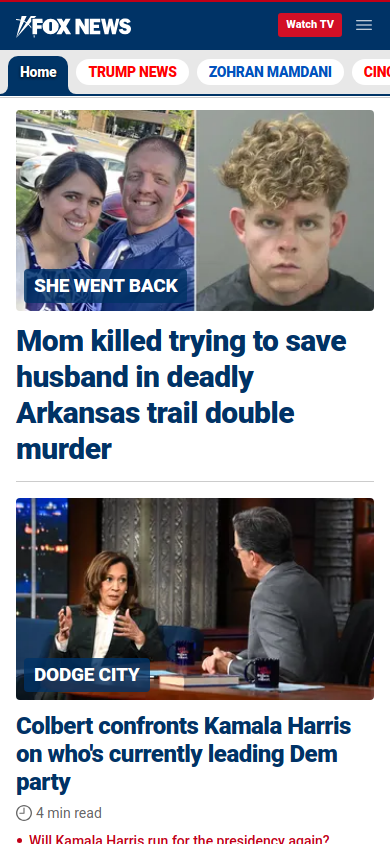 FOX NEWS
Watch TV
Home
TRUMP NEWS
ZOHRAN MAMDANI
CINC
SHE WENT BACK
Mom killed trying to save
husband in deadly
Arkansas trail double
murder
DODGE CITY
Colbert confronts Kamala Harris
on who's currently leading Dem
party
4 min read
• Will Kamala Harris run for the presidency again?